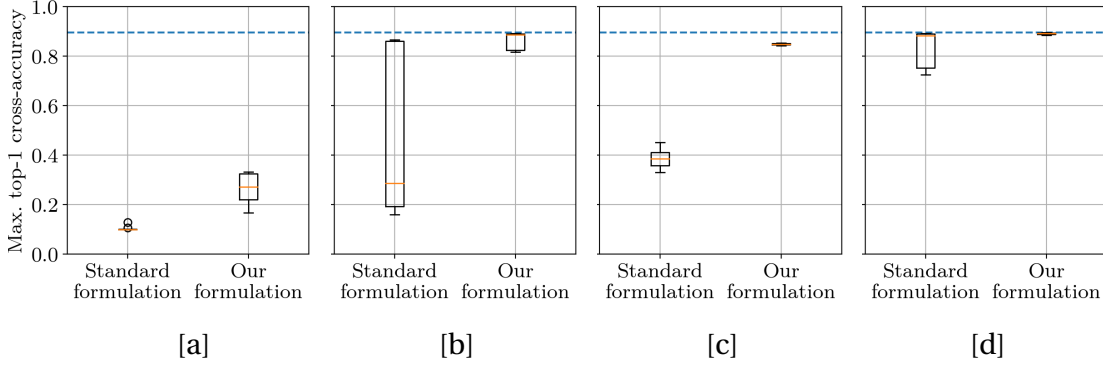 Max. top-1 cross-accuracy
1.0
0.8
0.6
0.4
0.2
0.0
Standard
formulation
Our
formulation
Standard
formulation
Our
formulation
Standard
formulation
Our
formulation
Standard
formulation
Our
formulation
[a]
[b]
[c]
[d]